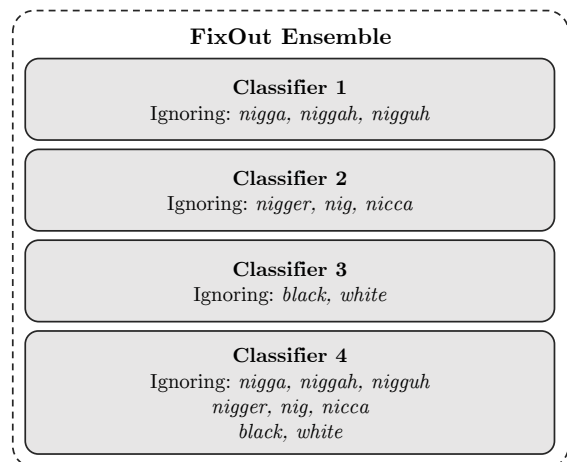 FixOut Ensemble
Classifier 1
Ignoring: nigga, niggah, nigguh
Classifier 2
Ignoring: nigger, nig, nicca
Classifier 3
Ignoring: black, white
Classifier 4
Ignoring: nigga, niggah, nigguh
nigger, nig, nicca
black, white